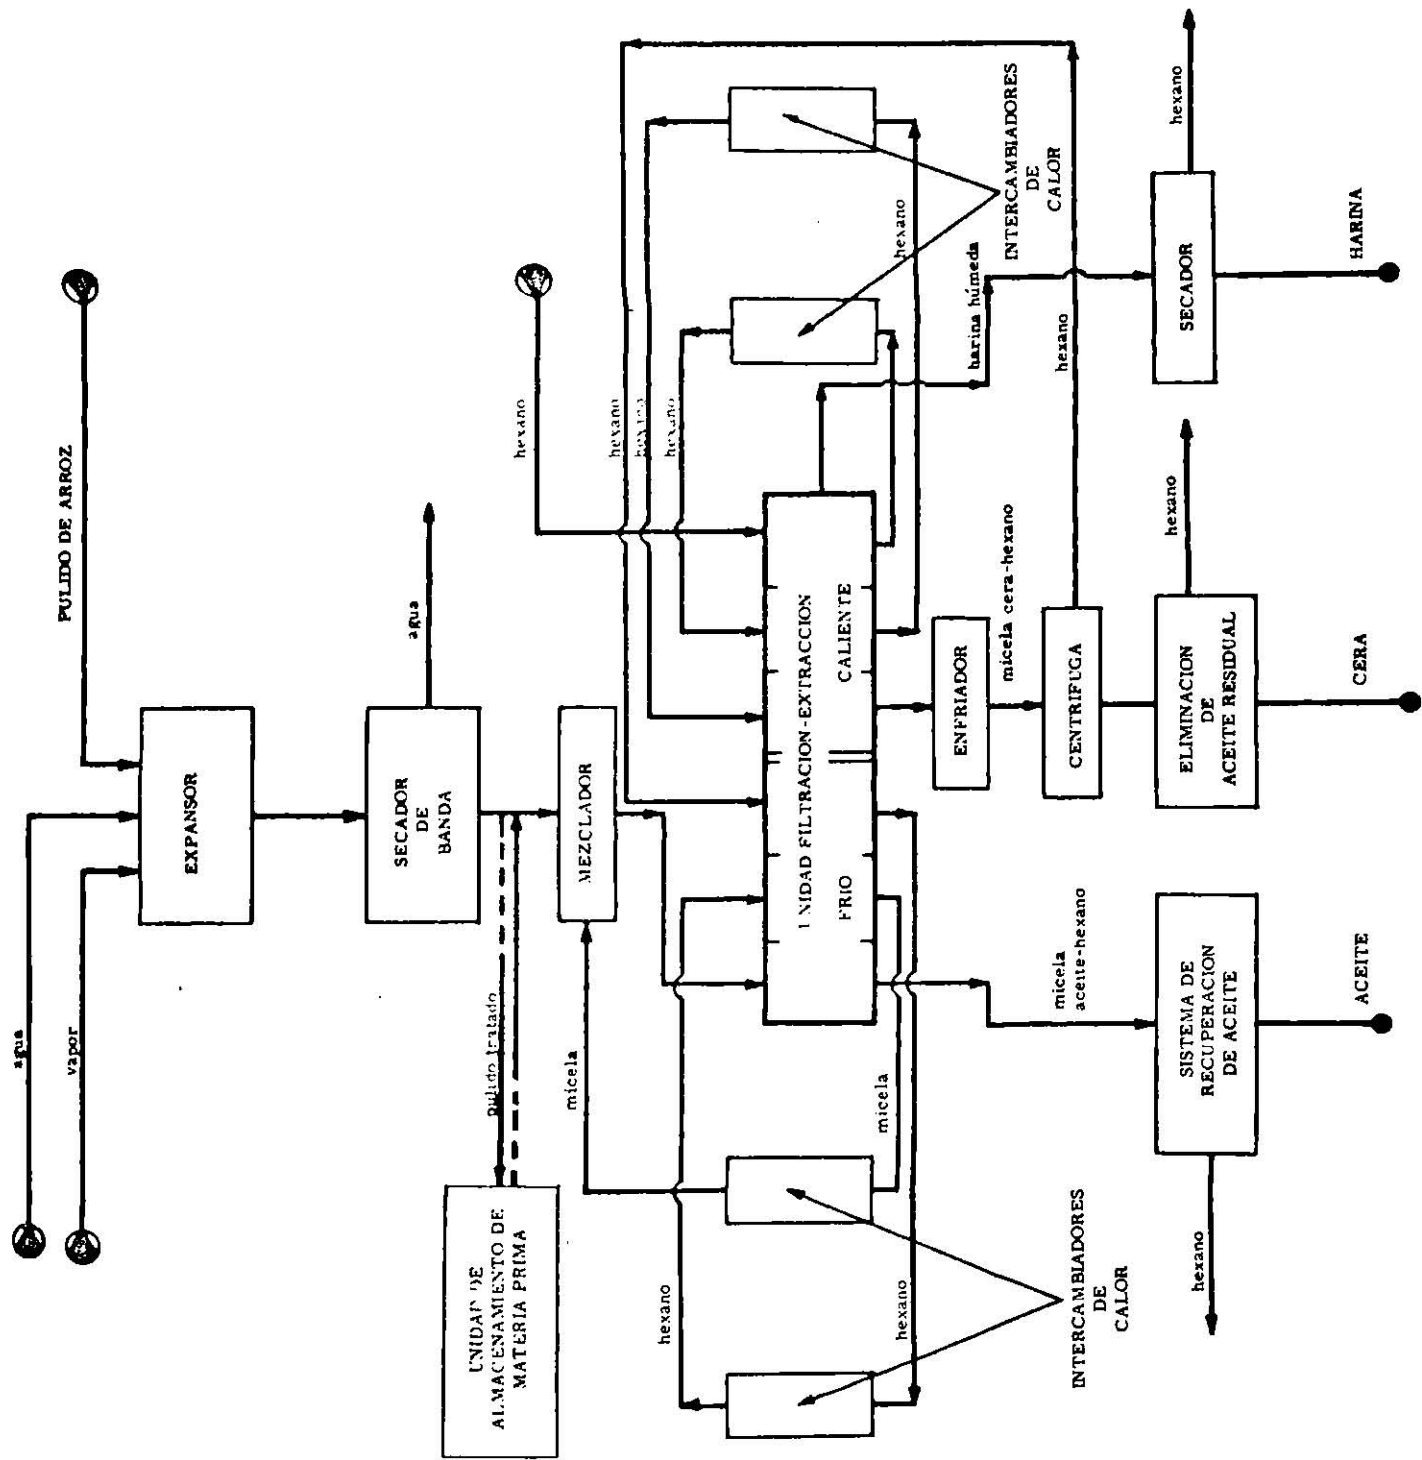 PULIDO DE ARROZ
agua
vapor
EXPANSOR
agua
SECADOR
DE
BANDA
pulido tratado
UNIDAD DE
ALMACENAMIENTO DE
MATERIA PRIMA
MEZCLADOR
micela
hexano
hexano
hexano
hexano
hexano
UNIDAD FILTRACION-EXTRACCION
FRIO
CALIENTE
micela
hexano
hexano
INTERCAMBIADORES
DE
CALOR
INTERCAMBIADORES
DE
CALOR
harina húmeda
ENFRIADOR
micela cera-hexano
CENTRIFUGA
hexano
micela
aceite-hexano
SISTEMA DE
RECUPERACION
DE ACEITE
hexano
ELIMINACION
DE
ACEITE RESIDUAL
hexano
SECADOR
hexano
ACEITE
CERA
HARINA